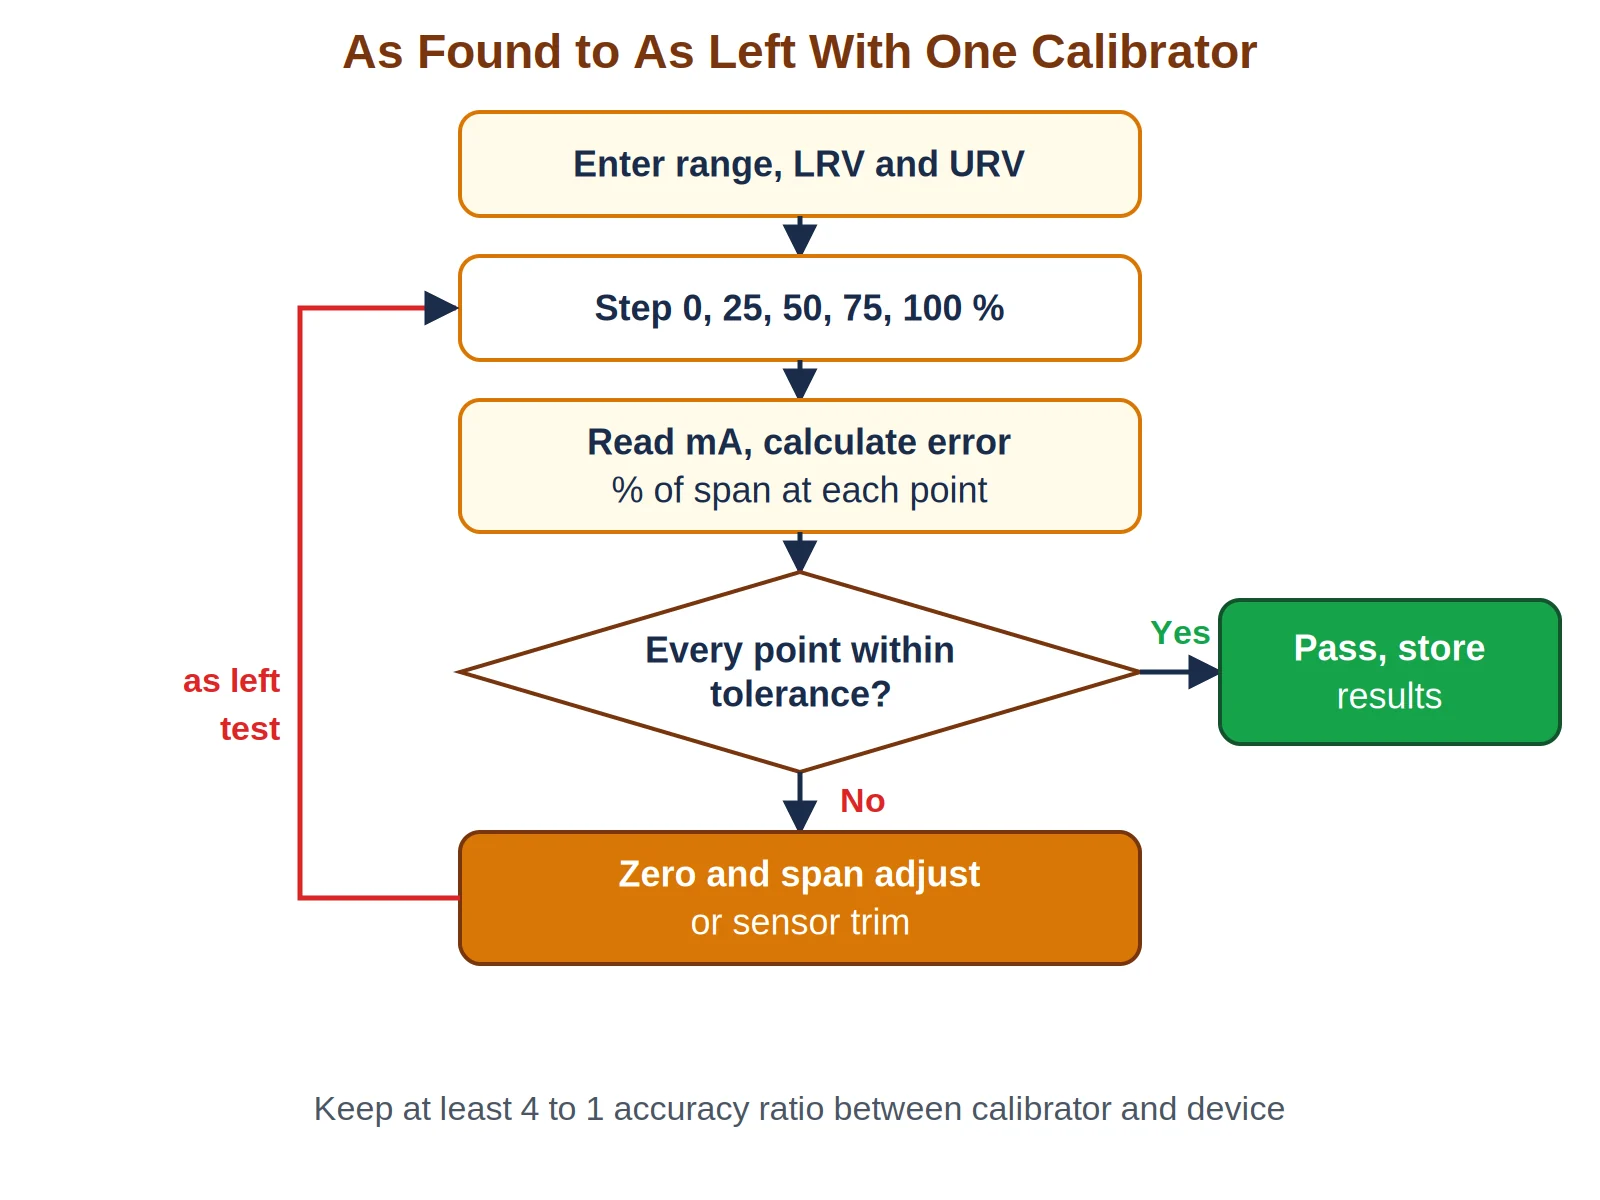 As Found to As Left With One Calibrator
Enter range, LRV and URV
Step 0, 25, 50, 75, 100 %
Read mA, calculate error
% of span at each point
Every point within
tolerance?
Yes
Pass, store
results
as left
test
No
Zero and span adjust
or sensor trim
Keep at least 4 to 1 accuracy ratio between calibrator and device